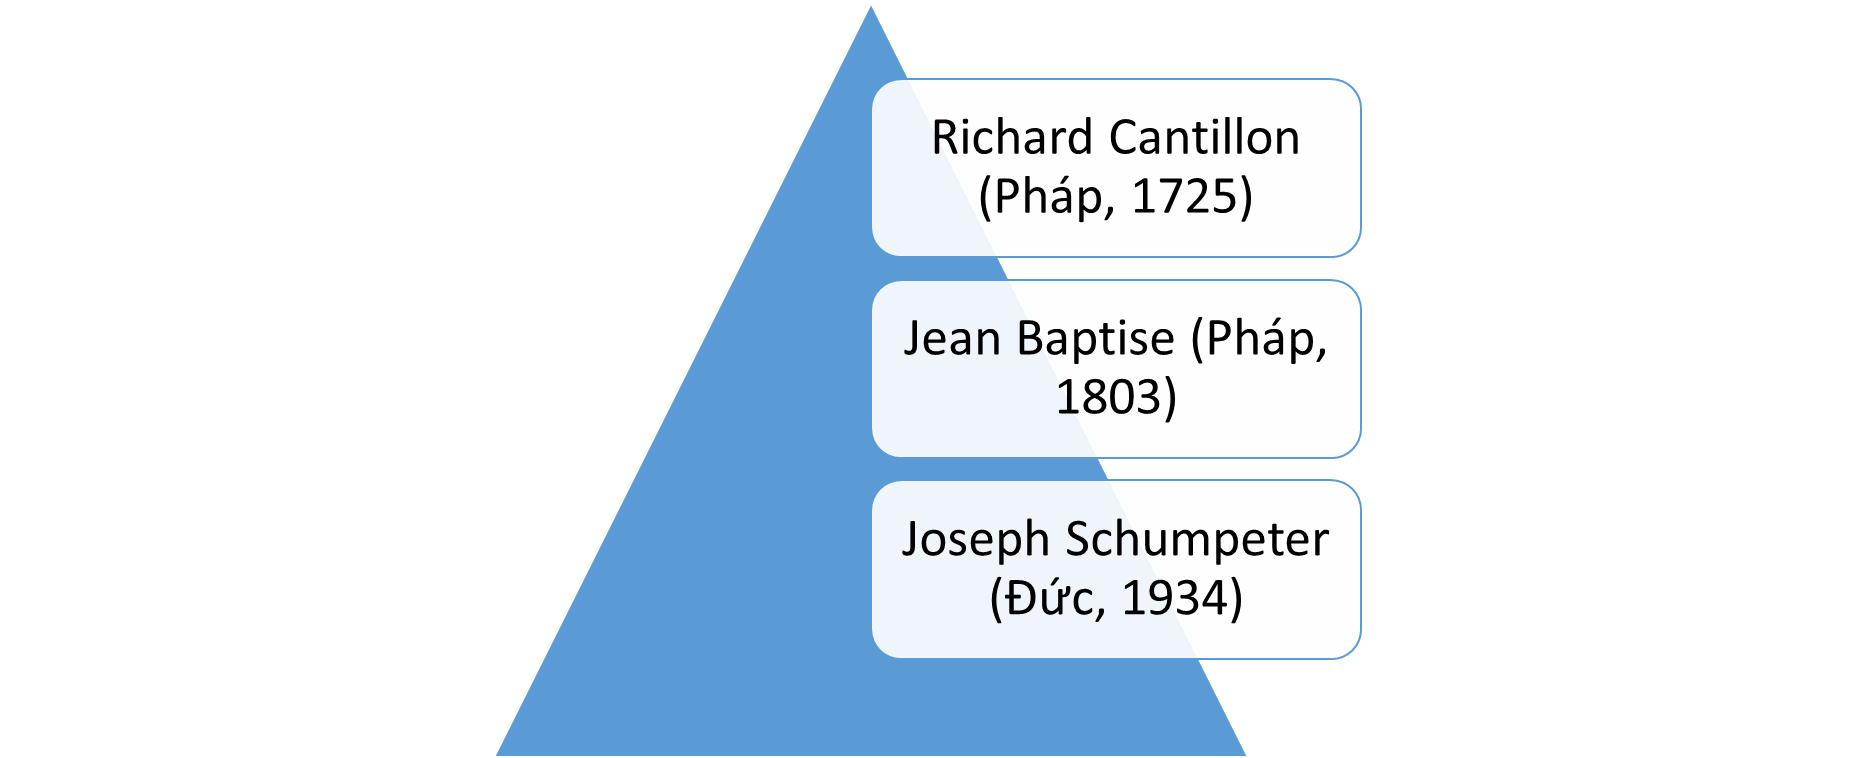 Richard Cantillon
(Pháp, 1725)
Jean Baptise (Pháp,
1803)
Joseph Schumpeter
(Đức, 1934)